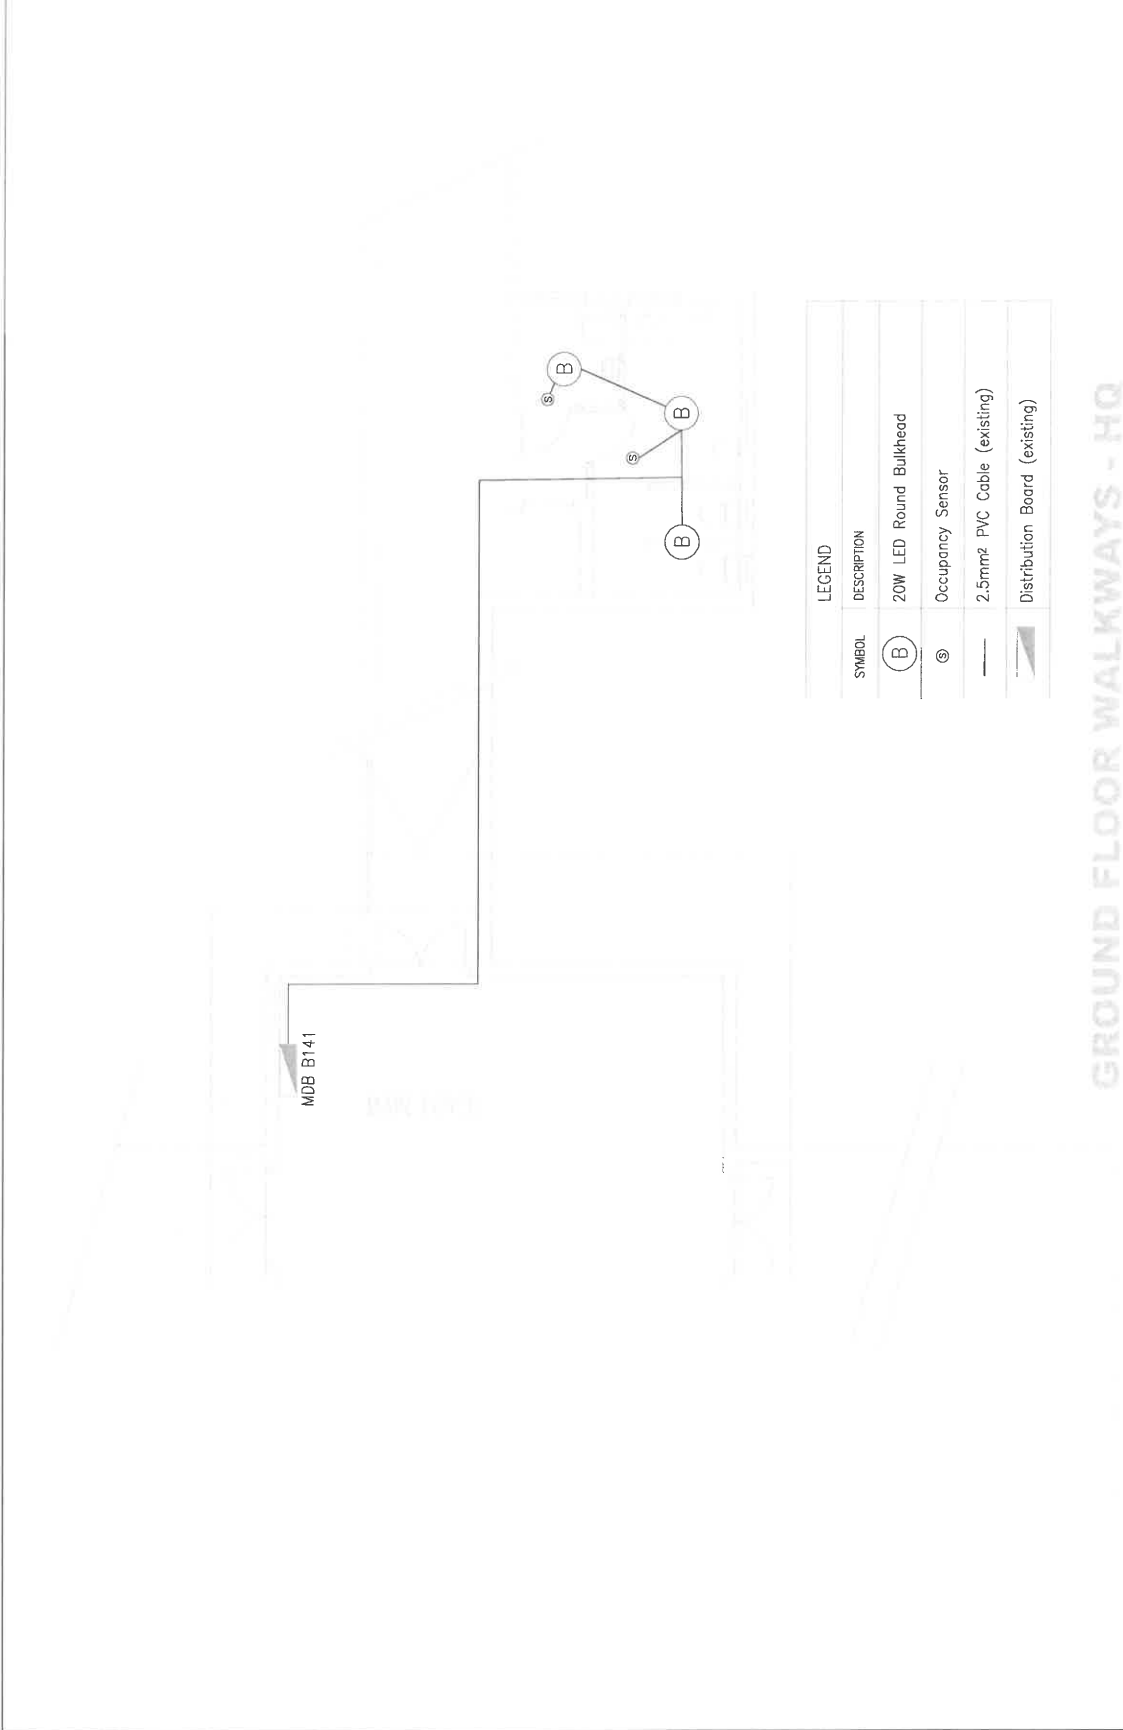 B
S
B
S
B
MDB B141
LEGEND
SYMBOL DESCRIPTION
B 20W LED Round Bulkhead
S Occupancy Sensor
2.5mm² PVC Cable (existing)
Distribution Board (existing)
GROUND FLOOR WALKWAYS - HQ